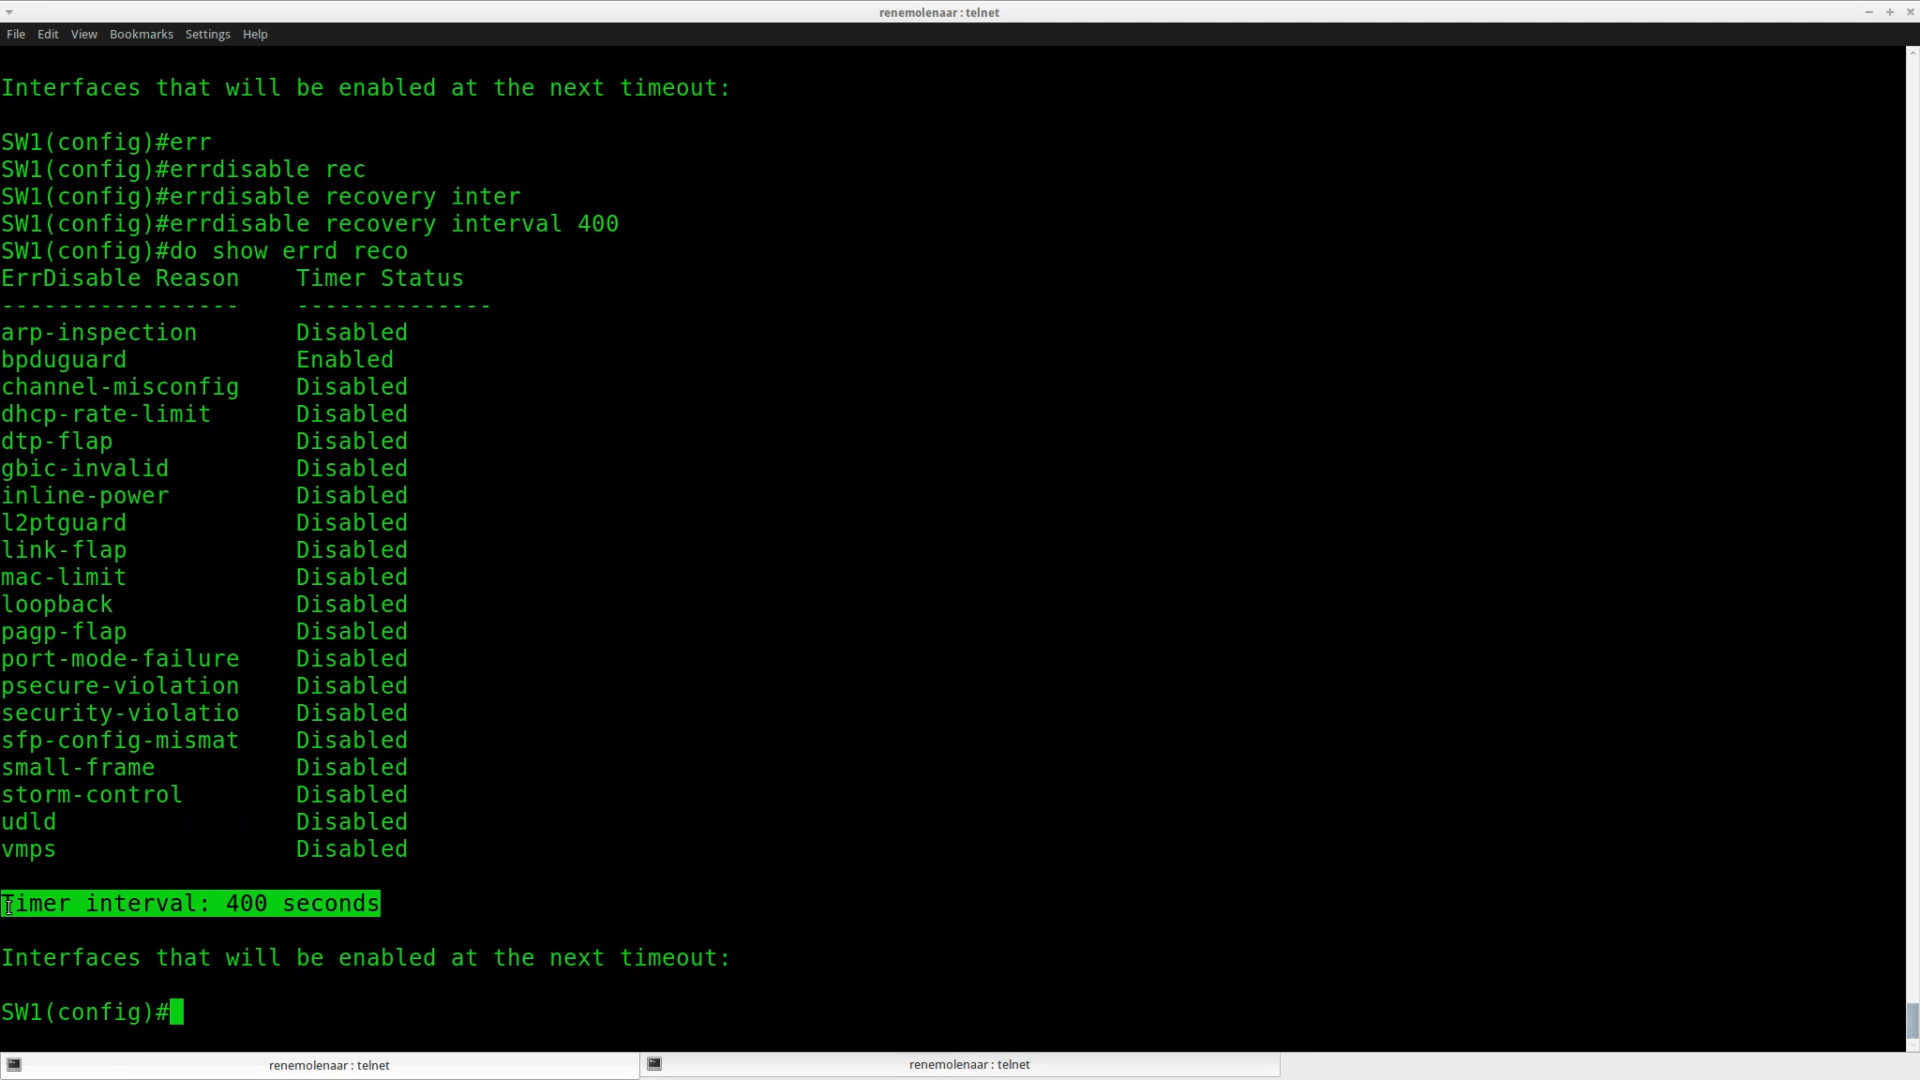 renemolenaar : telnet
File Edit View Bookmarks Settings Help
Interfaces that will be enabled at the next timeout:
SW1(config)#err
SW1(config)#errdisable rec
SW1(config)#errdisable recovery inter
SW1(config)#errdisable recovery interval 400
SW1(config)#do show errd reco
ErrDisable Reason    Timer Status
-----------------    --------------
arp-inspection       Disabled
bpduguard            Enabled
channel-misconfig    Disabled
dhcp-rate-limit      Disabled
dtp-flap             Disabled
gbic-invalid         Disabled
inline-power         Disabled
l2ptguard            Disabled
link-flap            Disabled
mac-limit            Disabled
loopback             Disabled
pagp-flap            Disabled
port-mode-failure    Disabled
psecure-violation    Disabled
security-violatio    Disabled
sfp-config-mismat    Disabled
small-frame          Disabled
storm-control        Disabled
udld                 Disabled
vmps                 Disabled
Timer interval: 400 seconds
Interfaces that will be enabled at the next timeout:
SW1(config)#
renemolenaar : telnet renemolenaar : telnet